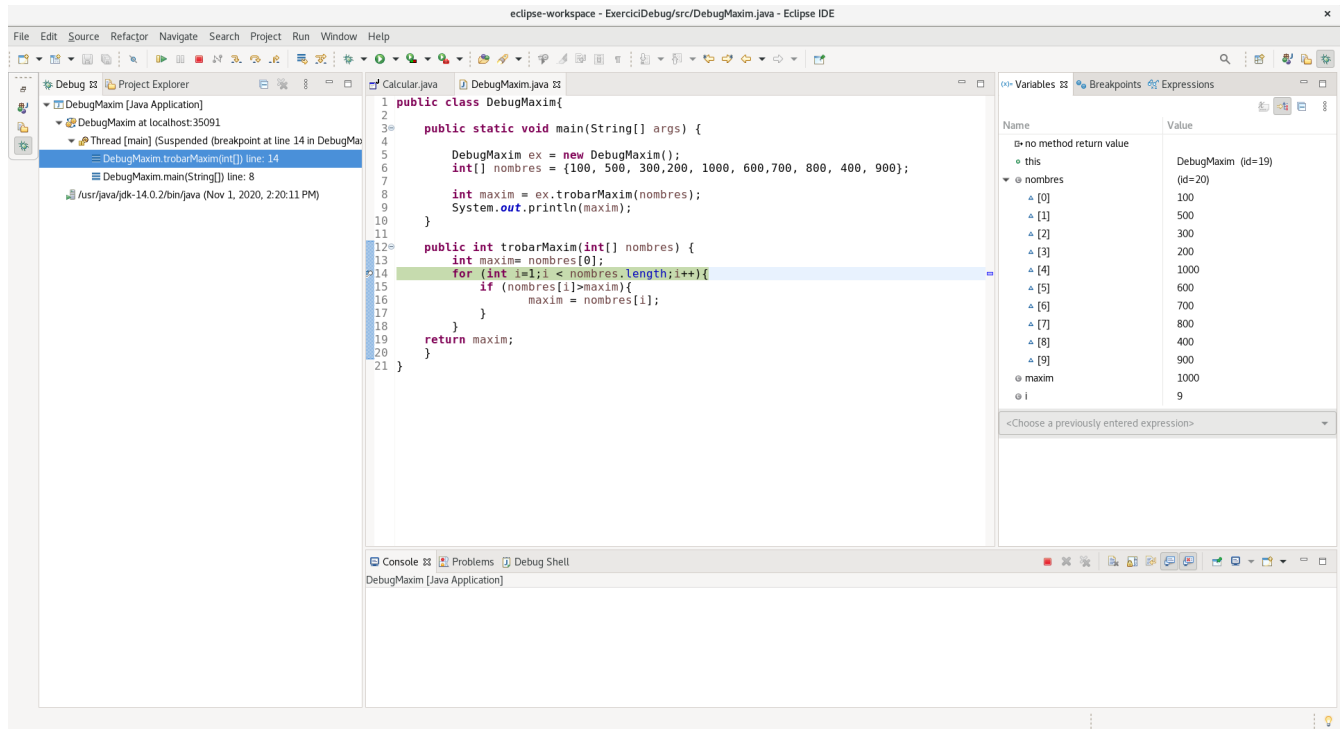 eclipse-workspace - ExerciciDebug/src/DebugMaxim.java - Eclipse IDE
File Edit Source Refactor Navigate Search Project Run Window Help
Debug Project Explorer
DebugMaxim [Java Application]
DebugMaxim at localhost:35091
Thread [main] (Suspended (breakpoint at line 14 in DebugMax
DebugMaxim.trobarMaxim(int[]) line: 14
DebugMaxim.main(String[]) line: 8
/usr/java/jdk-14.0.2/bin/java (Nov 1, 2020, 2:20:11 PM)
Calcular.java DebugMaxim.java
1 public class DebugMaxim{
2
3 public static void main(String[] args) {
4
5 DebugMaxim ex = new DebugMaxim();
6 int[] nombres = {100, 500, 300,200, 1000, 600,700, 800, 400, 900};
7
8 int maxim = ex.trobarMaxim(nombres);
9 System.out.println(maxim);
10 }
11
12 public int trobarMaxim(int[] nombres) {
13 int maxim= nombres[0];
14 for (int i=1;i < nombres.length;i++){
15 if (nombres[i]>maxim){
16 maxim = nombres[i];
17 }
18 }
19 return maxim;
20 }
21 }
(x)= Variables Breakpoints Expressions
Name Value
no method return value
this DebugMaxim (id=19)
nombres (id=20)
[0] 100
[1] 500
[2] 300
[3] 200
[4] 1000
[5] 600
[6] 700
[7] 800
[8] 400
[9] 900
maxim 1000
i 9
<Choose a previously entered expression>
Console Problems Debug Shell
DebugMaxim [Java Application]